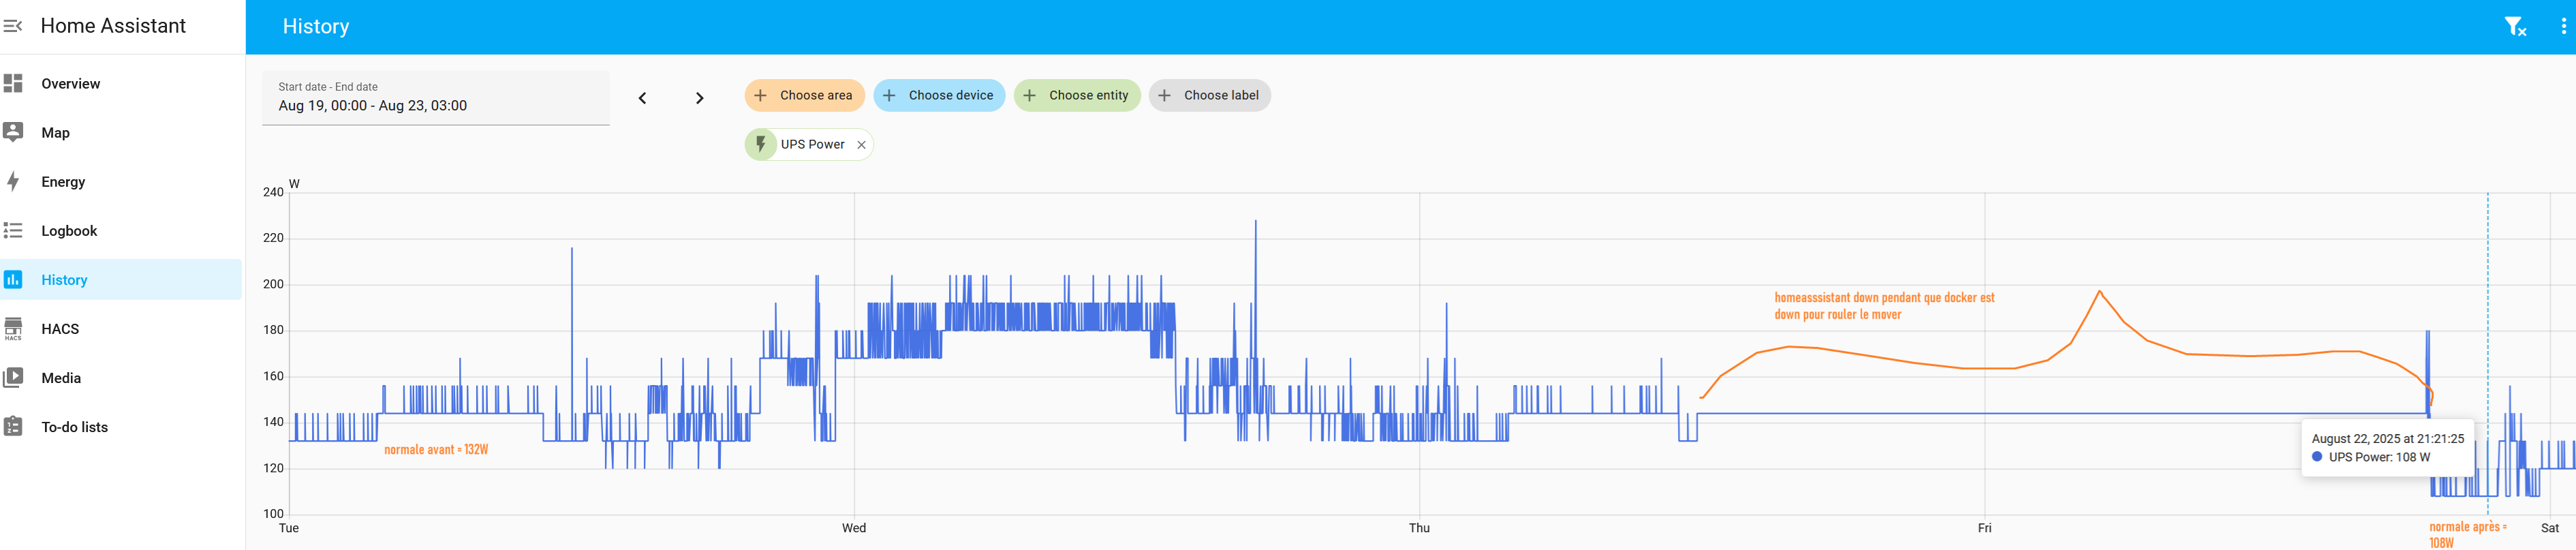 Home Assistant
History
Overview
Map
Energy
Logbook
History
HACS
HACS
Media
To-do lists
Start date - End date
Aug 19, 00:00 - Aug 23, 03:00
Choose area
Choose device
Choose entity
Choose label
UPS Power
W
240
220
200
180
160
140
120
100
Tue
Wed
Thu
Fri
Sat
normale avant = 132W
homeasssistant down pendant que docker est
down pour rouler le mover
August 22, 2025 at 21:21:25
UPS Power: 108 W
normale après =
108W